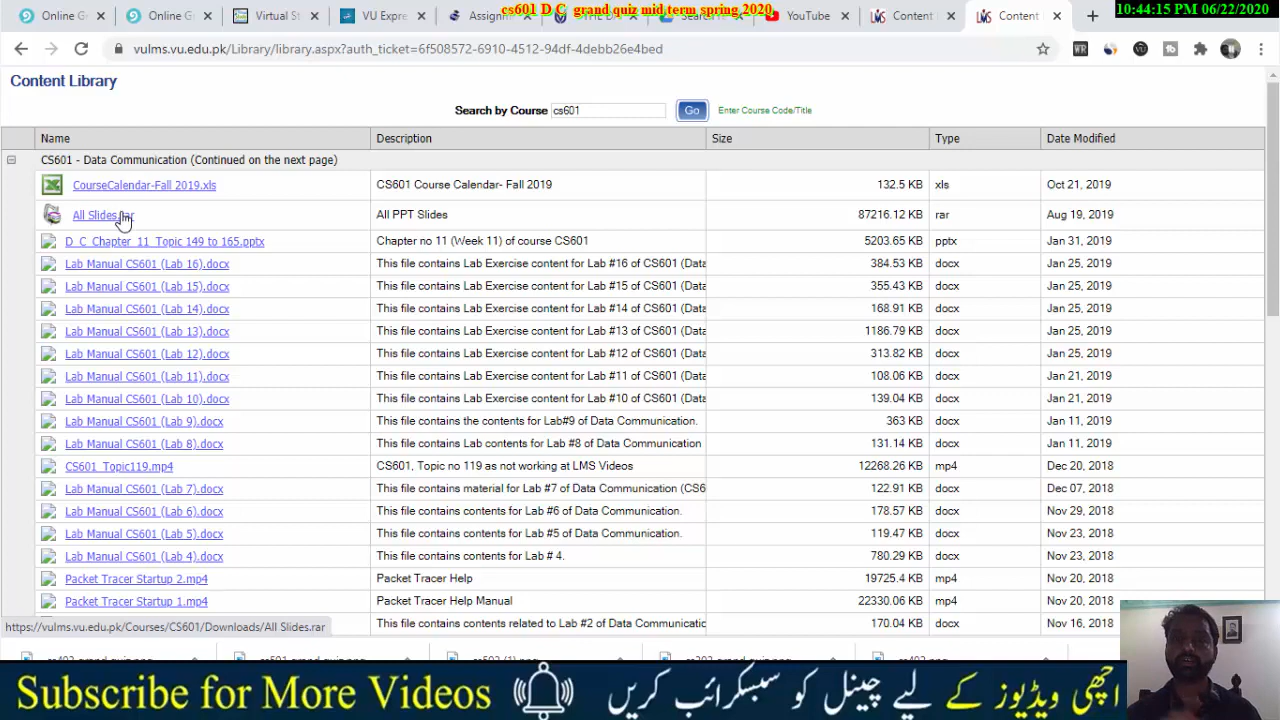 cs601 D C grand quiz mid term spring 2020
10:44:15 PM 06/22/2020
Online G
Online G
Virtual St
VU Expre
Assignm
YouTube
Content
Content
vulms.vu.edu.pk/Library/library.aspx?auth_ticket=6f508572-6910-4512-94df-4debb26e4bed
Content Library
Search by Course cs601 Go Enter Course Code/Title
Name Description Size Type Date Modified
CS601 - Data Communication (Continued on the next page)
CourseCalendar-Fall 2019.xls CS601 Course Calendar- Fall 2019 132.5 KB xls Oct 21, 2019
All Slides.rar All PPT Slides 87216.12 KB rar Aug 19, 2019
D_C_Chapter_11_Topic 149 to 165.pptx Chapter no 11 (Week 11) of course CS601 5203.65 KB pptx Jan 31, 2019
Lab Manual CS601 (Lab 16).docx This file contains Lab Exercise content for Lab #16 of CS601 (Data 384.53 KB docx Jan 25, 2019
Lab Manual CS601 (Lab 15).docx This file contains Lab Exercise content for Lab #15 of CS601 (Data 355.43 KB docx Jan 25, 2019
Lab Manual CS601 (Lab 14).docx This file contains Lab Exercise content for Lab #14 of CS601 (Data 168.91 KB docx Jan 25, 2019
Lab Manual CS601 (Lab 13).docx This file contains Lab Exercise content for Lab #13 of CS601 (Data 1186.79 KB docx Jan 25, 2019
Lab Manual CS601 (Lab 12).docx This file contains Lab Exercise content for Lab #12 of CS601 (Data 313.82 KB docx Jan 25, 2019
Lab Manual CS601 (Lab 11).docx This file contains Lab Exercise content for Lab #11 of CS601 (Data 108.06 KB docx Jan 21, 2019
Lab Manual CS601 (Lab 10).docx This file contains Lab Exercise content for Lab #10 of CS601 (Data 139.04 KB docx Jan 21, 2019
Lab Manual CS601 (Lab 9).docx This file contains the contents for Lab#9 of Data Communication. 363 KB docx Jan 11, 2019
Lab Manual CS601 (Lab 8).docx This file contains Lab contents for Lab #8 of Data Communication 131.14 KB docx Jan 11, 2019
CS601_Topic119.mp4 CS601, Topic no 119 as not working at LMS Videos 12268.26 KB mp4 Dec 20, 2018
Lab Manual CS601 (Lab 7).docx This file contains material for Lab #7 of Data Communication (CS6 122.91 KB docx Dec 07, 2018
Lab Manual CS601 (Lab 6).docx This file contains contents for Lab #6 of Data Communication. 178.57 KB docx Nov 29, 2018
Lab Manual CS601 (Lab 5).docx This file contains contents for Lab #5 of Data Communication. 119.47 KB docx Nov 23, 2018
Lab Manual CS601 (Lab 4).docx This file contains contents for Lab # 4. 780.29 KB docx Nov 23, 2018
Packet Tracer Startup 2.mp4 Packet Tracer Help 19725.4 KB mp4 Nov 20, 2018
Packet Tracer Startup 1.mp4 Packet Tracer Help Manual 22330.06 KB mp4 Nov 20, 2018
This file contains contents related to Lab #2 of Data Communicatio 170.04 KB docx Nov 16, 2018
https://vulms.vu.edu.pk/Courses/CS601/Downloads/All Slides.rar
Subscribe for More Videos اچھی ویڈیوز کے لیے چینل کو سبسکرائب کریں